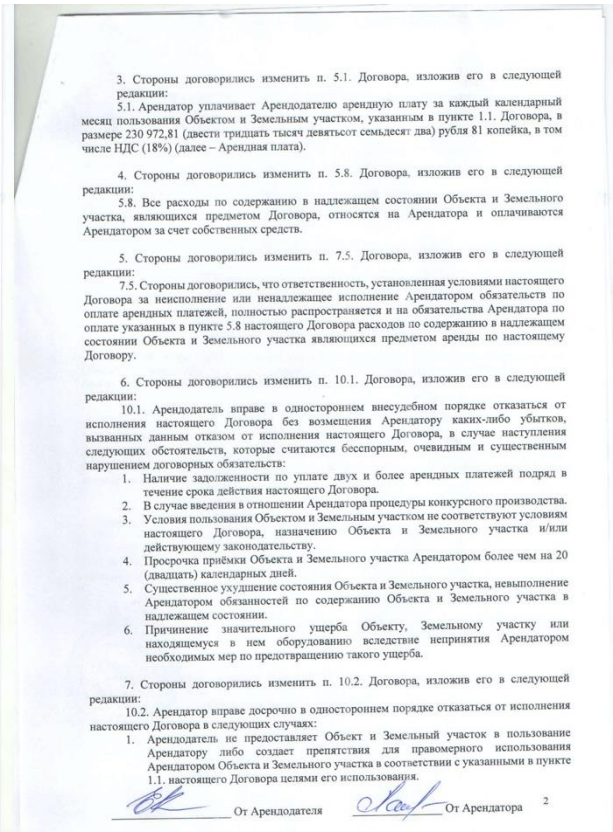 3. Стороны договорились изменить п. 5.1. Договора, изложив его в следующей
редакции:
5.1. Арендатор уплачивает Арендодателю арендную плату за каждый календарный
месяц пользования Объектом и Земельным участком, указанным в пункте 1.1. Договора, в
размере 230 972,81 (двести тридцать тысяч девятьсот семьдесят два) рубля 81 копейка, в том
числе НДС (18%) (далее – Арендная плата).
4. Стороны договорились изменить п. 5.8. Договора, изложив его в следующей
редакции:
5.8. Все расходы по содержанию в надлежащем состоянии Объекта и Земельного
участка, являющихся предметом Договора, относятся на Арендатора и оплачиваются
Арендатором за счет собственных средств.
5. Стороны договорились изменить п. 7.5. Договора, изложив его в следующей
редакции:
7.5. Стороны договорились, что ответственность, установленная условиями настоящего
Договора за неисполнение или ненадлежащее исполнение Арендатором обязательств по
оплате арендных платежей, полностью распространяется и на обязательства Арендатора по
оплате указанных в пункте 5.8 настоящего Договора расходов по содержанию в надлежащем
состоянии Объекта и Земельного участка являющихся предметом аренды по настоящему
Договору.
6. Стороны договорились изменить п. 10.1. Договора, изложив его в следующей
редакции:
10.1. Арендодатель вправе в одностороннем внесудебном порядке отказаться от
исполнения настоящего Договора без возмещения Арендатору каких-либо убытков,
вызванных данным отказом от исполнения настоящего Договора, в случае наступления
следующих обстоятельств, которые считаются бесспорным, очевидным и существенным
нарушением договорных обязательств:
1. Наличие задолженности по уплате двух и более арендных платежей подряд в
течение срока действия настоящего Договора.
2. В случае введения в отношении Арендатора процедуры конкурсного производства.
3. Условия пользования Объектом и Земельным участком не соответствуют условиям
настоящего Договора, назначению Объекта и Земельного участка и/или
действующему законодательству.
4. Просрочка приёмки Объекта и Земельного участка Арендатором более чем на 20
(двадцать) календарных дней.
5. Существенное ухудшение состояния Объекта и Земельного участка, невыполнение
Арендатором обязанностей по содержанию Объекта и Земельного участка в
надлежащем состоянии.
6. Причинение значительного ущерба Объекту, Земельному участку или
находящемуся в нем оборудованию вследствие непринятия Арендатором
необходимых мер по предотвращению такого ущерба.
7. Стороны договорились изменить п. 10.2. Договора, изложив его в следующей
редакции:
10.2. Арендатор вправе досрочно в одностороннем порядке отказаться от исполнения
настоящего Договора в следующих случаях:
1. Арендодатель не предоставляет Объект и Земельный участок в пользование
Арендатору либо создает препятствия для правомерного использования
Арендатором Объекта и Земельного участка в соответствии с указанными в пункте
1.1. настоящего Договора целями его использования.
От Арендодателя От Арендатора 2